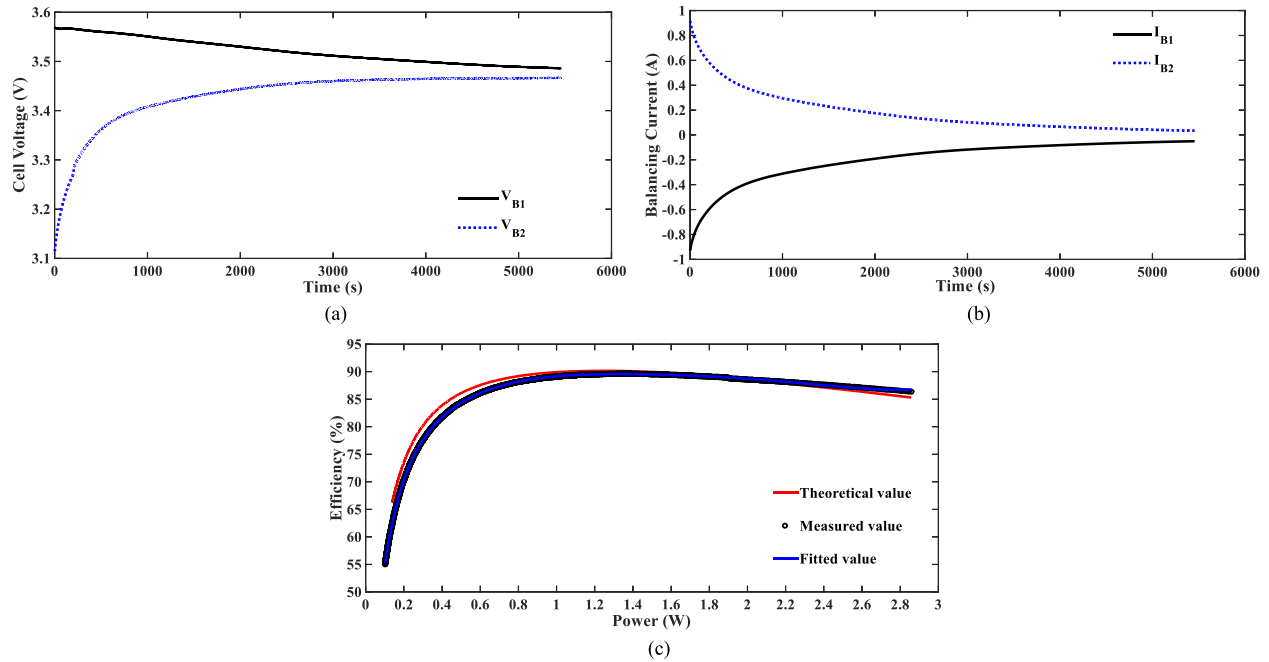 3.6
3.5
3.4
3.3
3.2
3.1
Cell Voltage (V)
V_B1
V_B2
0 1000 2000 3000 4000 5000 6000
Time (s)
(a)
1
0.8
0.6
0.4
0.2
0
-0.2
-0.4
-0.6
-0.8
-1
Balancing Current (A)
I_B1
I_B2
0 1000 2000 3000 4000 5000 6000
Time (s)
(b)
95
90
85
80
75
70
65
60
55
50
Efficiency (%)
Theoretical value
Measured value
Fitted value
0 0.2 0.4 0.6 0.8 1 1.2 1.4 1.6 1.8 2 2.2 2.4 2.6 2.8 3
Power (W)
(c)